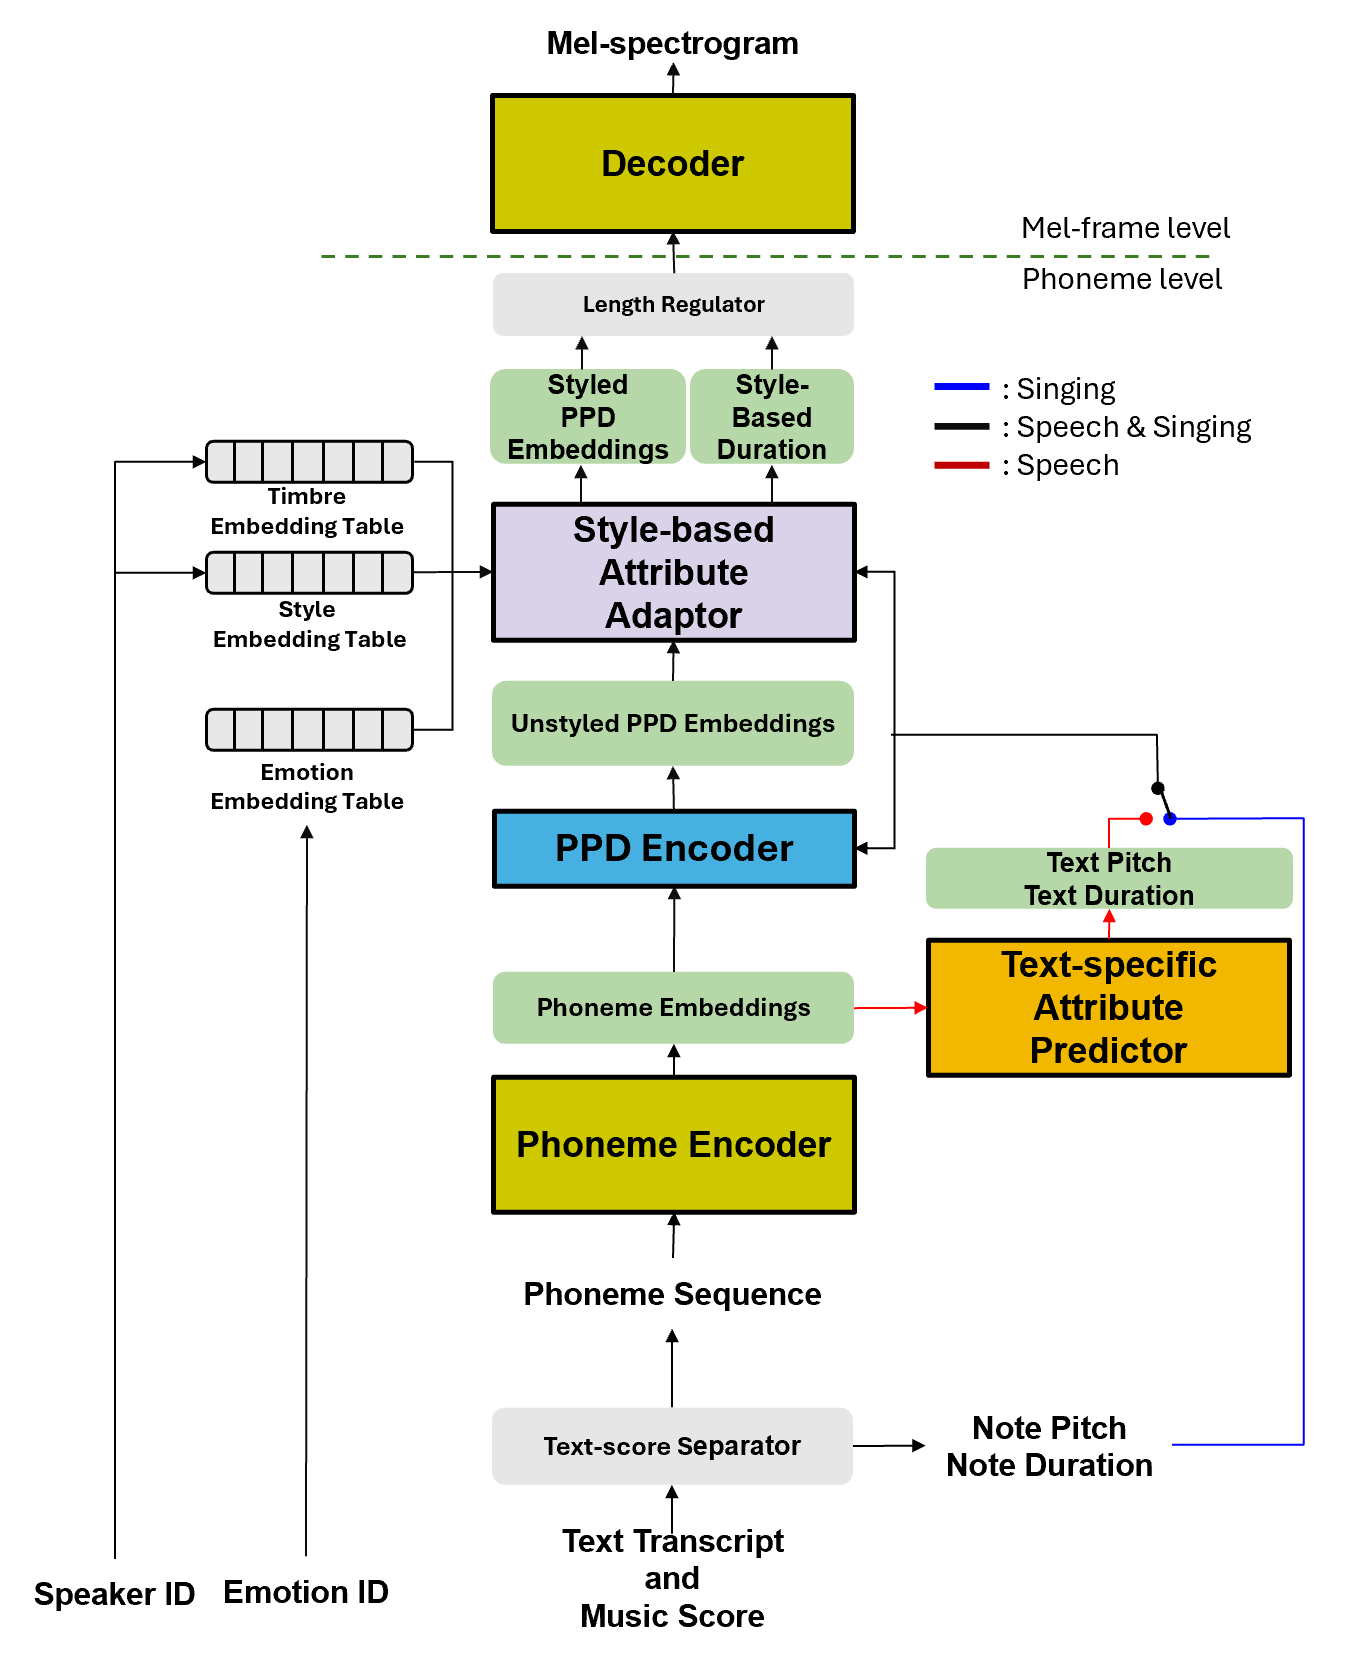 Mel-spectrogram
Decoder
Mel-frame level
Phoneme level
Length Regulator
Styled
PPD
Embeddings
Style-
Based
Duration
: Singing
: Speech & Singing
: Speech
Timbre
Embedding Table
Style
Embedding Table
Emotion
Embedding Table
Style-based
Attribute
Adaptor
Unstyled PPD Embeddings
PPD Encoder
Text Pitch
Text Duration
Text-specific
Attribute
Predictor
Phoneme Embeddings
Phoneme Encoder
Phoneme Sequence
Text-score Separator
Note Pitch
Note Duration
Text Transcript
and
Music Score
Speaker ID
Emotion ID